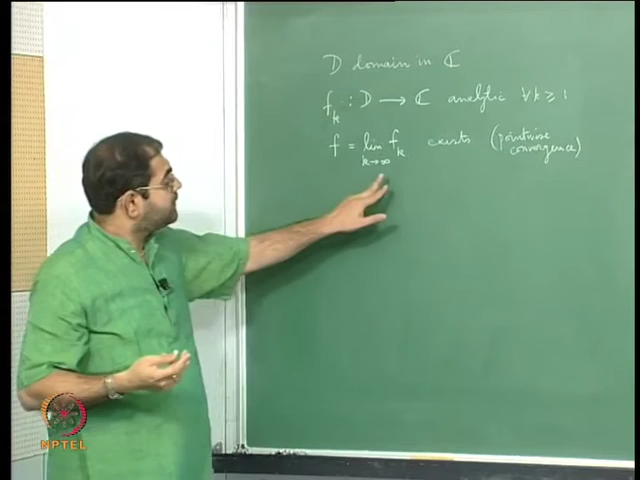 D domain in ℂ
f_k : D → ℂ analytic ∀k ≥ 1
f = lim_{k→∞} f_k exists (pointwise convergence)
NPTEL